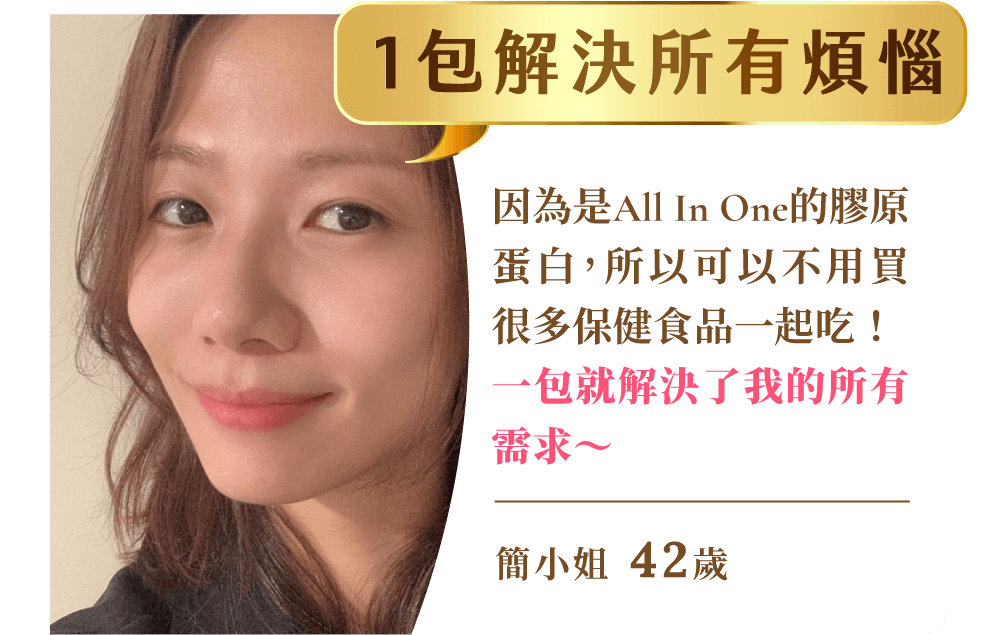 1包解決所有煩惱
因為是All In One的膠原
蛋白，所以可以不用買
很多保健食品一起吃！
一包就解決了我的所有
需求～
簡小姐 42歲